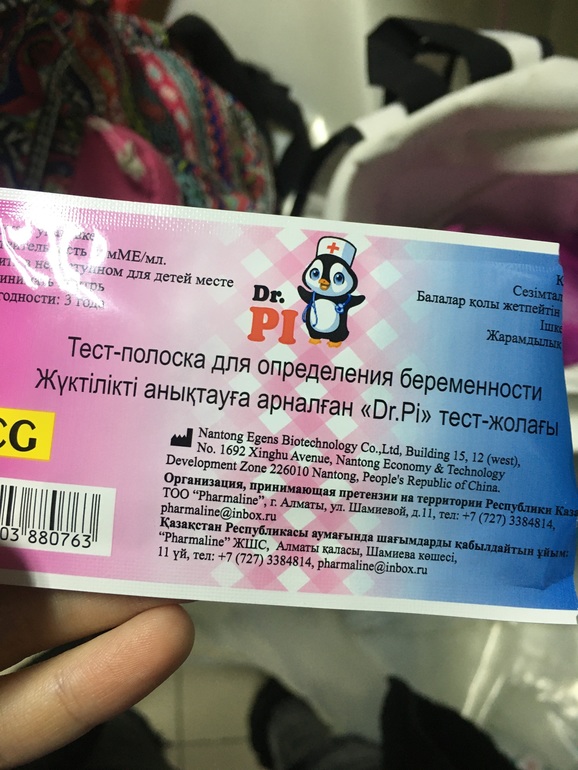 мМЕ/мл.
не для детей месте
годности: 3 года
Сезімтал
Балалар қолы жетпейтін
Ішке
Жарамдылық
Dr.
PI
Тест-полоска для определения беременности
Жүктілікті анықтауға арналған «Dr.Pi» тест-жолағы
CG
03 880763
Nantong Egens Biotechnology Co.,Ltd, Building 15, 12 (west),
No. 1692 Xinghu Avenue, Nantong Economy & Technology
Development Zone 226010 Nantong, People's Republic of China.
Организация, принимающая претензии на территории Республики Каза
ТОО "Pharmaline", г. Алматы, ул. Шамиевой, д.11, тел: +7 (727) 3384814,
pharmaline@inbox.ru
Қазақстан Республикасы аумағында шағымдарды қабылдайтын ұйым:
"Pharmaline" ЖШС, Алматы қаласы, Шамиева көшесі,
11 үй, тел: +7 (727) 3384814, pharmaline@inbox.ru